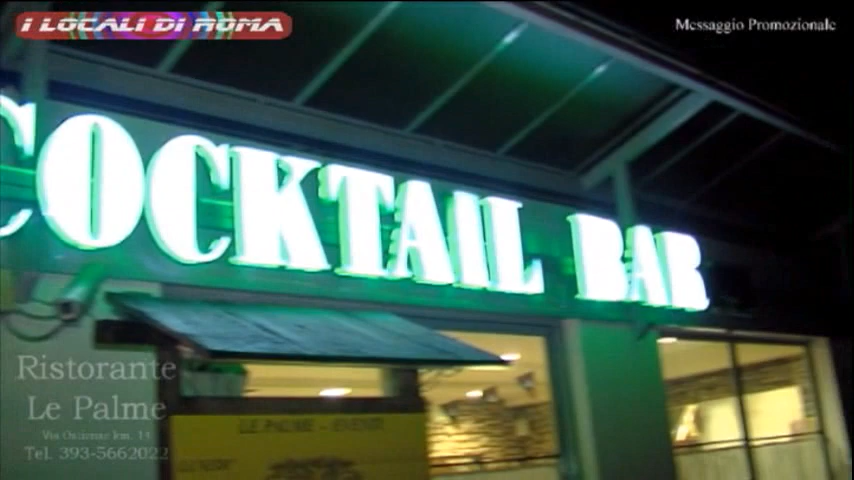 I LOCALI DI ROMA
Messaggio Promozionale
COCKTAIL BAR
LE PALME - EVENTI
Ristorante
Le Palme
Via Ostiense km. 14
Tel. 393-5662022